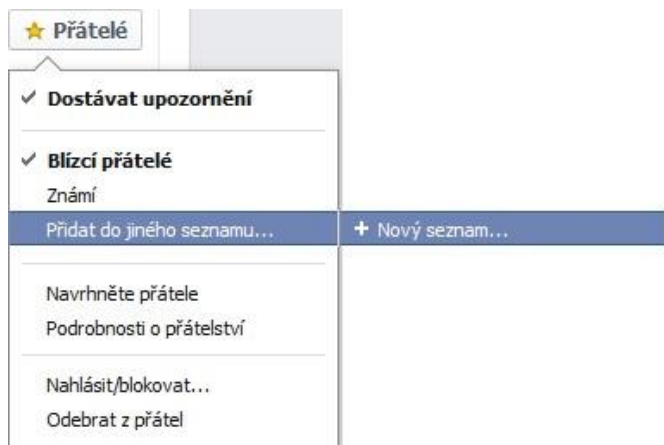 Přátelé
Dostávat upozornění
Blízcí přátelé
Známí
Přidat do jiného seznamu...
+ Nový seznam...
Navrhněte přátele
Podrobnosti o přátelství
Nahlásit/blokovat...
Odebrat z přátel